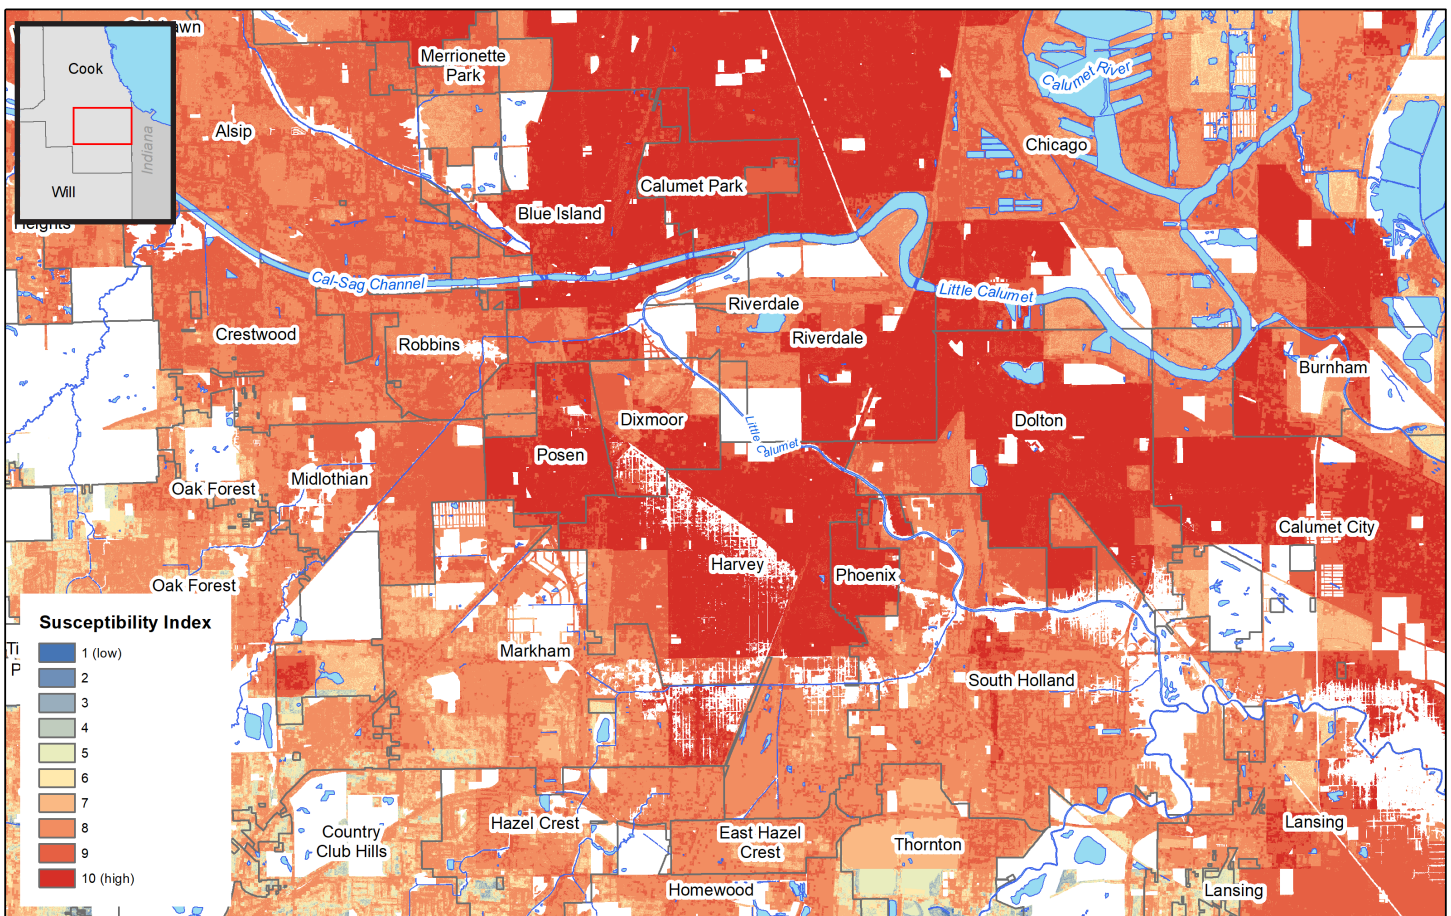 Lawn
Merrionette
Park
Calumet River
Cook
Alsip
Indiana
Chicago
Will
Calumet Park
Blue Island
Heights
Cal-Sag Channel
Little Calumet
Riverdale
Crestwood
Robbins
Riverdale
Burnham
Dixmoor
Dolton
Little
Calumet
Posen
Midlothian
Oak Forest
Calumet City
Harvey
Phoenix
Oak Forest
Susceptibility Index
1 (low)
2
3
4
5
6
7
8
9
10 (high)
Ti
P
Markham
South Holland
Hazel Crest
Country
Club Hills
East Hazel
Crest
Thornton
Lansing
Homewood
Lansing